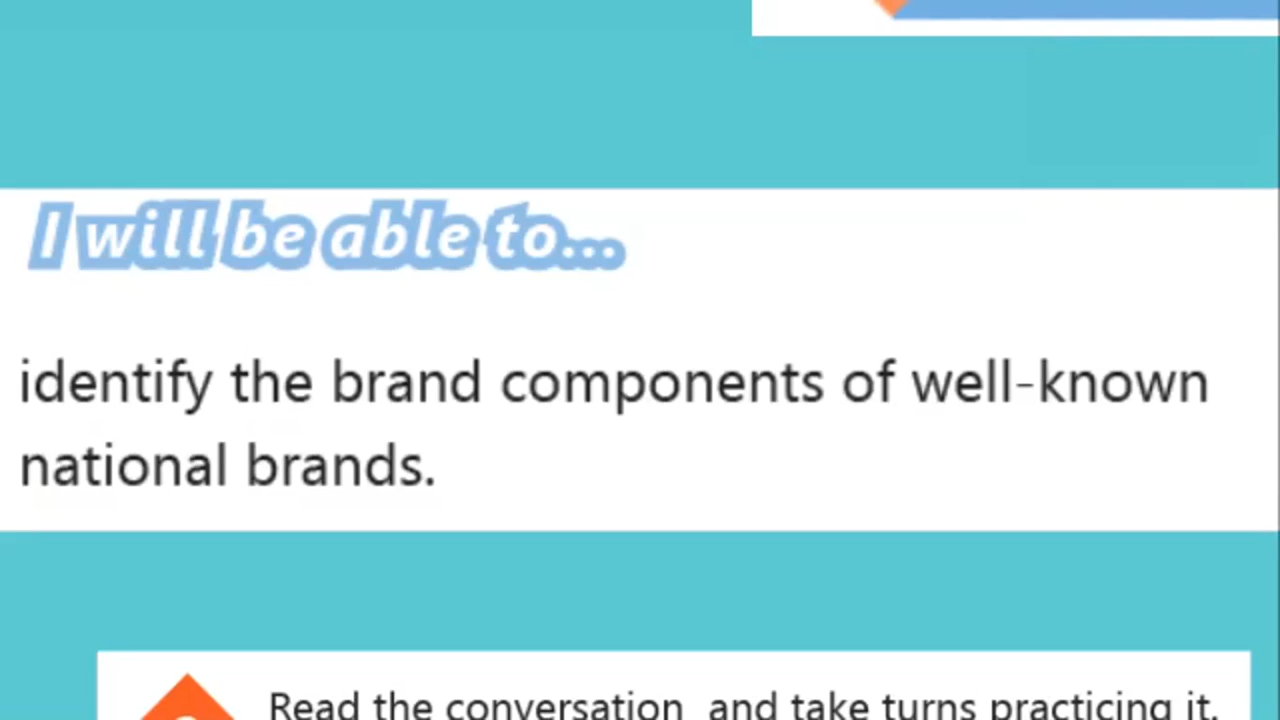 I will be able to...
identify the brand components of well-known
national brands.
Read the conversation and take turns practicing it.